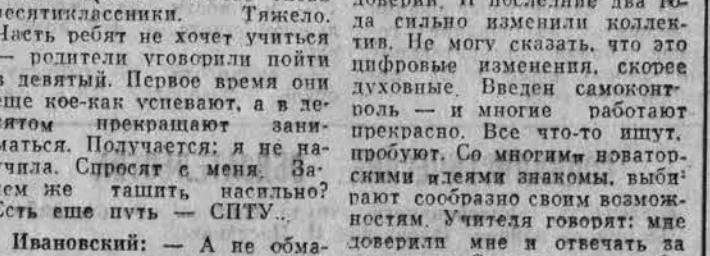 десятиклассники. Тяжело.
Часть ребят не хочет учиться
— родители уговорили пойти
в девятый. Первое время они
еще кое-как успевают, а в де-
сятом прекращают зани-
маться. Получается: я не на-
учила. Спросят с меня. За-
чем же тащить насильно?
Есть еще путь — СПТУ...
Ивановский: — А не обма-
доверии. И последние два го-
да сильно изменили коллек-
тив. Не могу сказать, что это
цифровые изменения, скорее
духовные. Введен самоконт-
роль — и многие работают
прекрасно. Все что-то ищут,
пробуют. Со многими новатор-
скими идеями знакомы, выби-
рают сообразно своим возмож-
ностям. Учителя говорят: мне
доверили мне и отвечать за